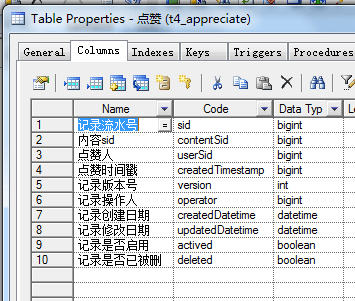 Table Properties - 点赞 (t4_appreciate)
General Columns Indexes Keys Triggers Procedures
Name Code Data Typ L
1 记录流水号 = sid bigint
2 内容sid contentSid bigint
3 点赞人 userSid bigint
4 点赞时间戳 createdTimestamp bigint
5 记录版本号 version int
6 记录操作人 operator bigint
7 记录创建日期 createdDatetime datetime
8 记录修改日期 updatedDatetime datetime
9 记录是否启用 actived boolean
10 记录是否已被删 deleted boolean